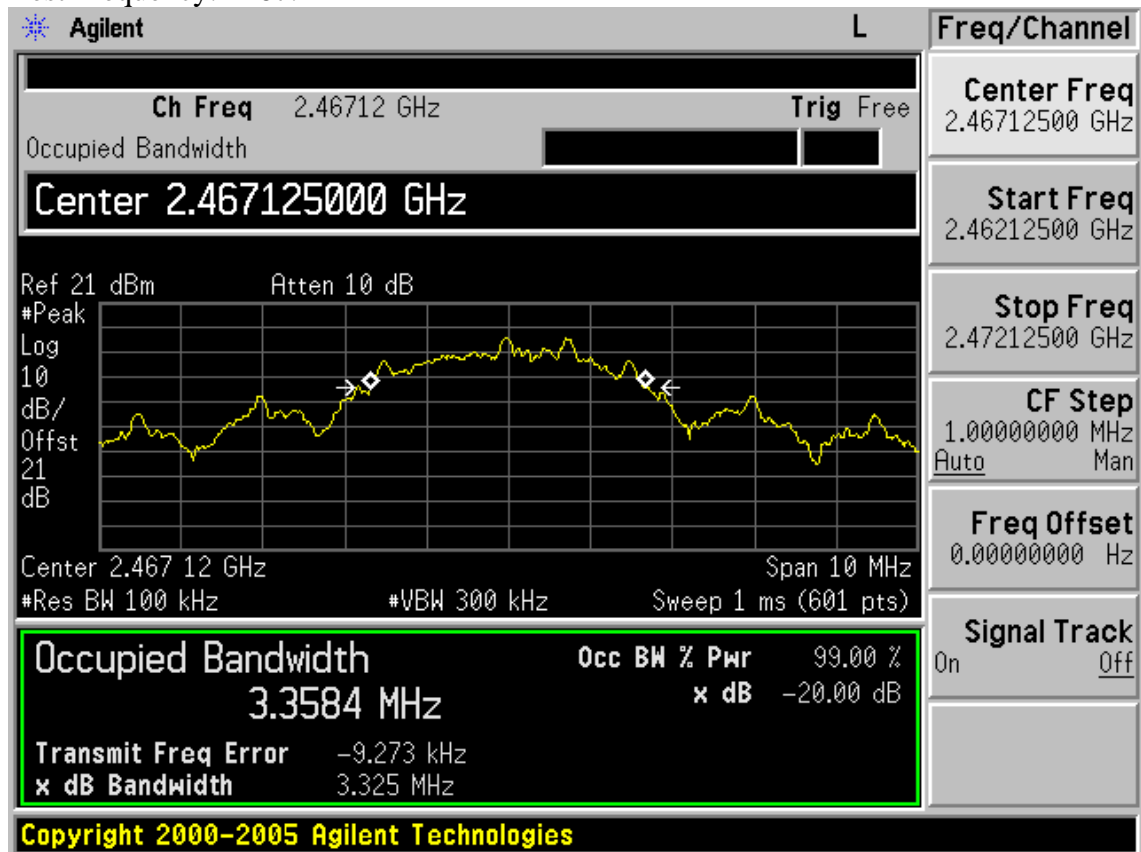 Agilent L Freq/Channel
Ch Freq 2.46712 GHz Trig Free
Occupied Bandwidth
Center 2.467125000 GHz
Ref 21 dBm Atten 10 dB
#Peak
Log
10
dB/
Offst
21
dB
Center 2.467 12 GHz Span 10 MHz
#Res BW 100 kHz #VBW 300 kHz Sweep 1 ms (601 pts)
Occupied Bandwidth Occ BW % Pwr 99.00 %
3.3584 MHz x dB -20.00 dB
Transmit Freq Error -9.273 kHz
x dB Bandwidth 3.325 MHz
Copyright 2000-2005 Agilent Technologies
Center Freq
2.46712500 GHz
Start Freq
2.46212500 GHz
Stop Freq
2.47212500 GHz
CF Step
1.00000000 MHz
Auto Man
Freq Offset
0.00000000 Hz
Signal Track
On Off